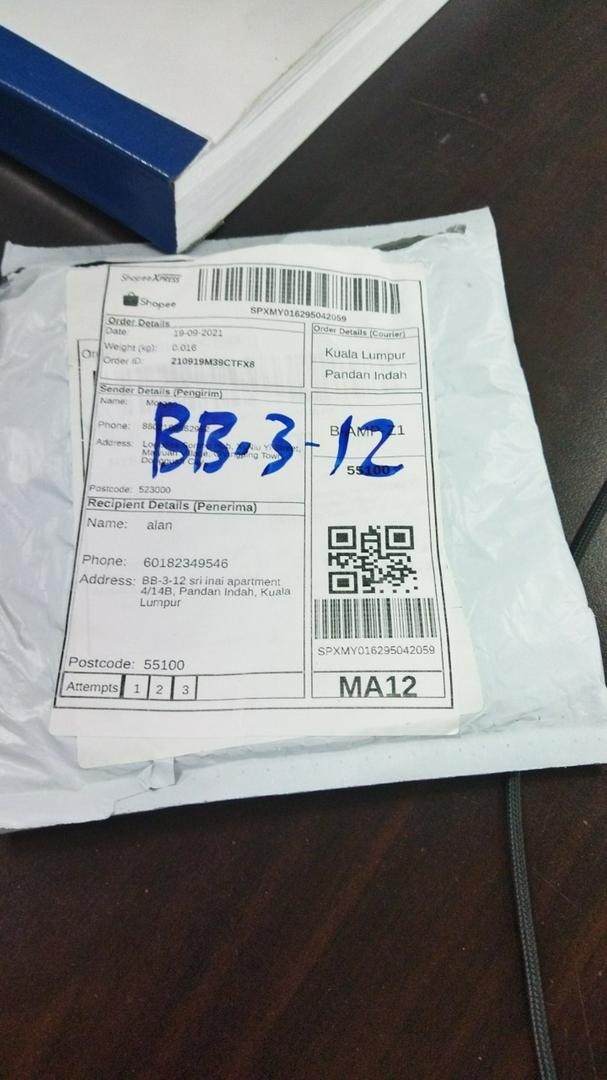 Shopee Xpress
Shopee
SPXMY016295042059
Order Details
Date: 19-09-2021
Weight (kg): 0.016
Order ID: 210919M39CTFX8
Order Details (Courier)
Kuala Lumpur
Pandan Indah
Sender Details (Pengirim)
Name:
Phone:
Address:
Postcode: 523000
BB-3-12
55100
Recipient Details (Penerima)
Name: alan
Phone: 60182349546
Address: BB-3-12 sri inai apartment
4/14B, Pandan Indah, Kuala
Lumpur
Postcode: 55100
Attempts 1 2 3
SPXMY016295042059
MA12